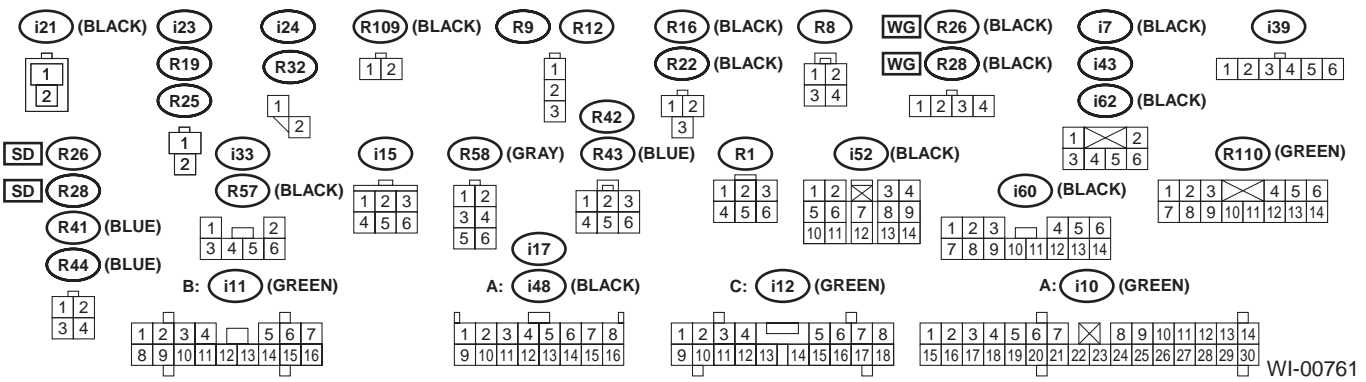 i21 (BLACK) i23 i24 R109 (BLACK) R9 R12 R16 (BLACK) R8 WG R26 (BLACK) i7 (BLACK) i39
R19 R32 R22 (BLACK) WG R28 (BLACK) i43
R25 R42 i62 (BLACK)
1
2
1
2
1
2
1 2
1
2
3
1 2
3
1 2
3 4
1 2 3 4
1 2
3 4 5 6
1 2 3 4 5 6
SD R26 i33 i15 R58 (GRAY) R43 (BLUE) R1 i52 (BLACK) R110 (GREEN)
SD R28 R57 (BLACK) i60 (BLACK)
R41 (BLUE)
R44 (BLUE)
1 2
3 4
1 2
3 4 5 6
1 2 3
4 5 6
1 2
3 4
5 6
1 2 3
4 5 6
1 2 3
4 5 6
1 2 3 4
5 6 7 8 9
10 11 12 13 14
1 2 3 4 5 6
7 8 9 10 11 12 13 14
1 2 3 4 5 6
7 8 9 10 11 12 13 14
i17
B: i11 (GREEN) A: i48 (BLACK) C: i12 (GREEN) A: i10 (GREEN)
1 2 3 4 5 6 7
8 9 10 11 12 13 14 15 16
1 2 3 4 5 6 7 8
9 10 11 12 13 14 15 16
1 2 3 4 5 6 7 8
9 10 11 12 13 14 15 16 17 18
1 2 3 4 5 6 7 8 9 10 11 12 13 14
15 16 17 18 19 20 21 22 23 24 25 26 27 28 29 30
WI-00761